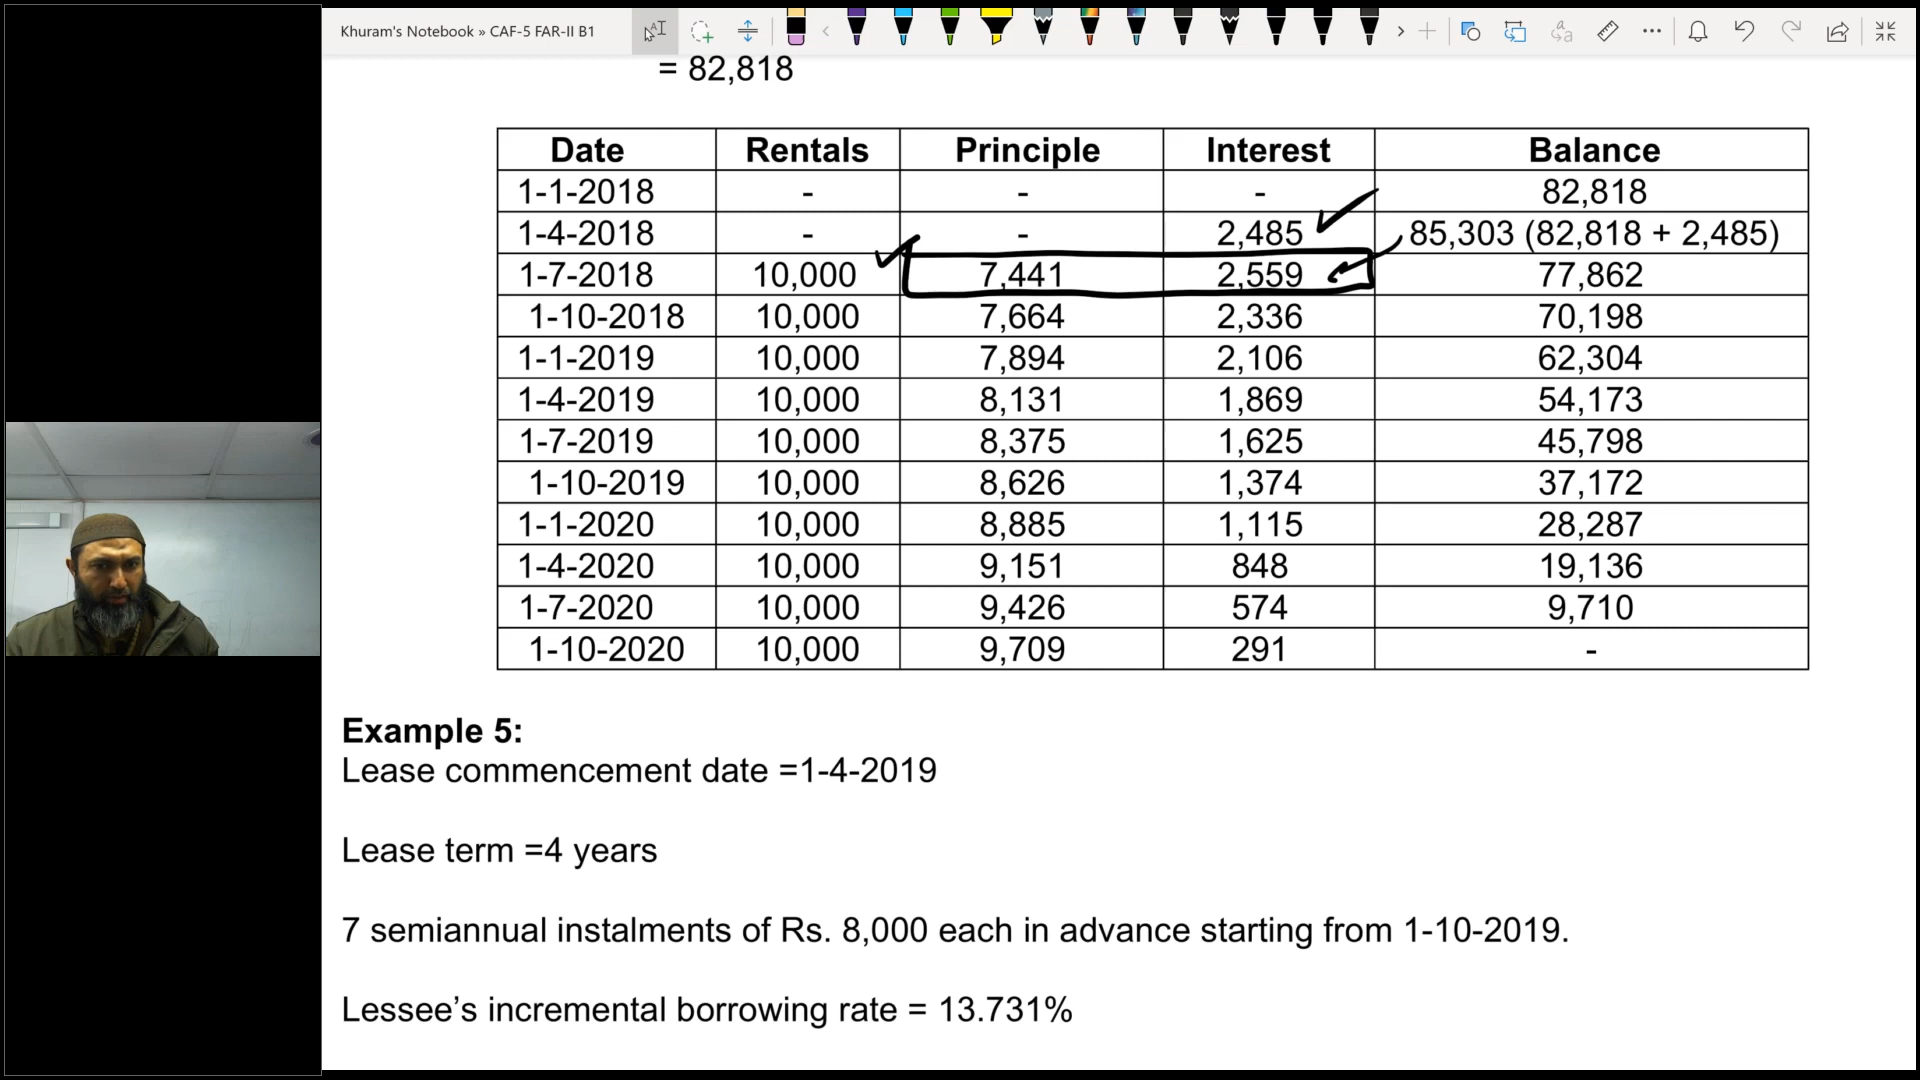 Khuram's Notebook » CAF-5 FAR-II B1
= 82,818
Date Rentals Principle Interest Balance
1-1-2018 - - - 82,818
1-4-2018 - - 2,485 85,303 (82,818 + 2,485)
1-7-2018 10,000 7,441 2,559 77,862
1-10-2018 10,000 7,664 2,336 70,198
1-1-2019 10,000 7,894 2,106 62,304
1-4-2019 10,000 8,131 1,869 54,173
1-7-2019 10,000 8,375 1,625 45,798
1-10-2019 10,000 8,626 1,374 37,172
1-1-2020 10,000 8,885 1,115 28,287
1-4-2020 10,000 9,151 848 19,136
1-7-2020 10,000 9,426 574 9,710
1-10-2020 10,000 9,709 291 -
Example 5:
Lease commencement date =1-4-2019
Lease term =4 years
7 semiannual instalments of Rs. 8,000 each in advance starting from 1-10-2019.
Lessee’s incremental borrowing rate = 13.731%